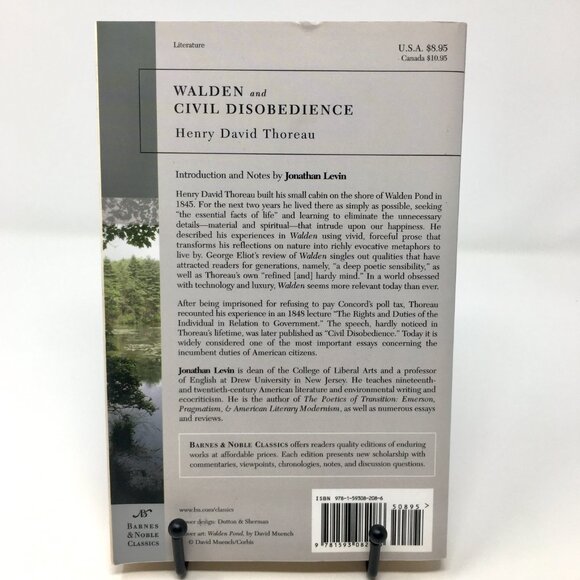 Literature
U.S.A. $8.95
Canada $10.95
WALDEN and
CIVIL DISOBEDIENCE
Henry David Thoreau
Introduction and Notes by Jonathan Levin
Henry David Thoreau built his small cabin on the shore of Walden Pond in
1845. For the next two years he lived there as simply as possible, seeking
"the essential facts of life" and learning to eliminate the unnecessary
details—material and spiritual—that intrude upon our happiness. He
described his experiences in Walden using vivid, forceful prose that
transforms his reflections on nature into richly evocative metaphors to
live by. George Eliot's review of Walden singles out qualities that have
attracted readers for generations, namely, "a deep poetic sensibility," as
well as Thoreau's own "refined [and] hardy mind." In a world obsessed
with technology and luxury, Walden seems more relevant today than ever.
After being imprisoned for refusing to pay Concord's poll tax, Thoreau
recounted his experience in an 1848 lecture "The Rights and Duties of the
Individual in Relation to Government." The speech, hardly noticed in
Thoreau's lifetime, was later published as "Civil Disobedience." Today it is
widely considered one of the most important essays concerning the
incumbent duties of American citizens.
Jonathan Levin is dean of the College of Liberal Arts and a professor
of English at Drew University in New Jersey. He teaches nineteenth-
and twentieth-century American literature and environmental writing and
ecocriticism. He is the author of The Poetics of Transition: Emerson,
Pragmatism, & American Literary Modernism, as well as numerous essays
and reviews.
BARNES & NOBLE CLASSICS offers readers quality editions of enduring
works at affordable prices. Each edition presents new scholarship with
commentaries, viewpoints, chronologies, notes, and discussion questions.
www.bn.com/classics
design: Dutton & Sherman
art: Walden Pond, by David Muench
© David Muench/Corbis
BARNES
& NOBLE
CLASSICS
ISBN 978-1-59308-208-6
50895 >
9 781593 082